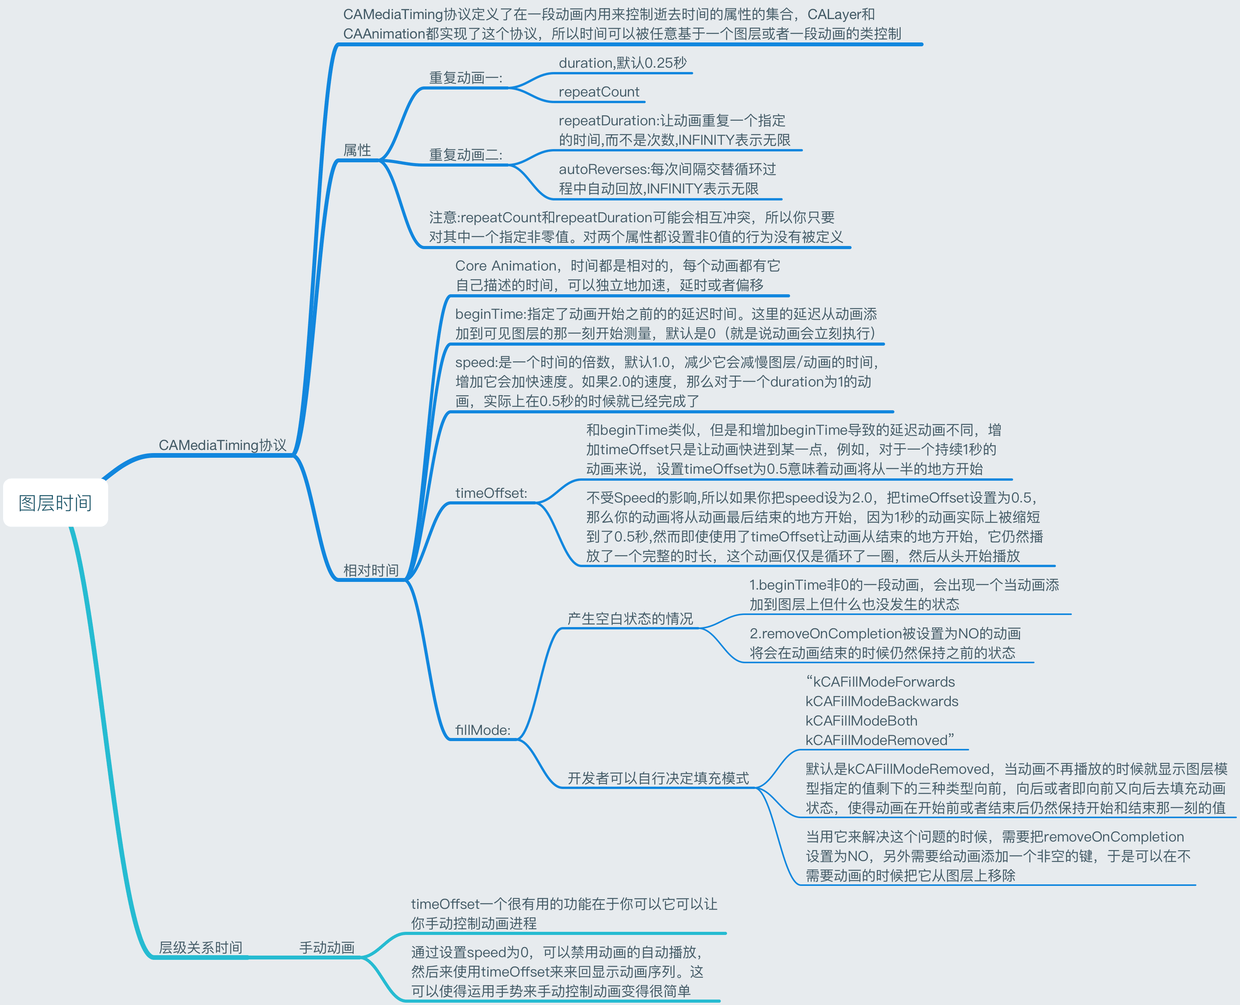 CAMediaTiming协议定义了在一段动画内用来控制逝去时间的属性的集合，CALayer和
CAAnimation都实现了这个协议，所以时间可以被任意基于一个图层或者一段动画的类控制
duration,默认0.25秒
重复动画一:
repeatCount
repeatDuration:让动画重复一个指定
的时间,而不是次数,INFINITY表示无限
属性
重复动画二:
autoReverses:每次间隔交替循环过
程中自动回放,INFINITY表示无限
注意:repeatCount和repeatDuration可能会相互冲突，所以你只要
对其中一个指定非零值。对两个属性都设置非0值的行为没有被定义
Core Animation，时间都是相对的，每个动画都有它
自己描述的时间，可以独立地加速，延时或者偏移
beginTime:指定了动画开始之前的的延迟时间。这里的延迟从动画添
加到可见图层的那一刻开始测量，默认是0（就是说动画会立刻执行）
speed:是一个时间的倍数，默认1.0，减少它会减慢图层/动画的时间，
增加它会加快速度。如果2.0的速度，那么对于一个duration为1的动
画，实际上在0.5秒的时候就已经完成了
CAMediaTiming协议
和beginTime类似，但是和增加beginTime导致的延迟动画不同，增
加timeOffset只是让动画快进到某一点，例如，对于一个持续1秒的
动画来说，设置timeOffset为0.5意味着动画将从一半的地方开始
timeOffset:
图层时间
不受Speed的影响,所以如果你把speed设为2.0，把timeOffset设置为0.5，
那么你的动画将从动画最后结束的地方开始，因为1秒的动画实际上被缩短
到了0.5秒,然而即使使用了timeOffset让动画从结束的地方开始，它仍然播
放了一个完整的时长，这个动画仅仅是循环了一圈，然后从头开始播放
相对时间
1.beginTime非0的一段动画，会出现一个当动画添
加到图层上但什么也没发生的状态
产生空白状态的情况
2.removeOnCompletion被设置为NO的动画
将会在动画结束的时候仍然保持之前的状态
fillMode:
“kCAFillModeForwards
kCAFillModeBackwards
kCAFillModeBoth
kCAFillModeRemoved”
开发者可以自行决定填充模式
默认是kCAFillModeRemoved，当动画不再播放的时候就显示图层模
型指定的值剩下的三种类型向前，向后或者即向前又向后去填充动画
状态，使得动画在开始前或者结束后仍然保持开始和结束那一刻的值
当用它来解决这个问题的时候，需要把removeOnCompletion
设置为NO，另外需要给动画添加一个非空的键，于是可以在不
需要动画的时候把它从图层上移除
timeOffset一个很有用的功能在于你可以它可以让
你手动控制动画进程
层级关系时间
手动动画
通过设置speed为0，可以禁用动画的自动播放，
然后来使用timeOffset来来回显示动画序列。这
可以使得运用手势来手动控制动画变得很简单